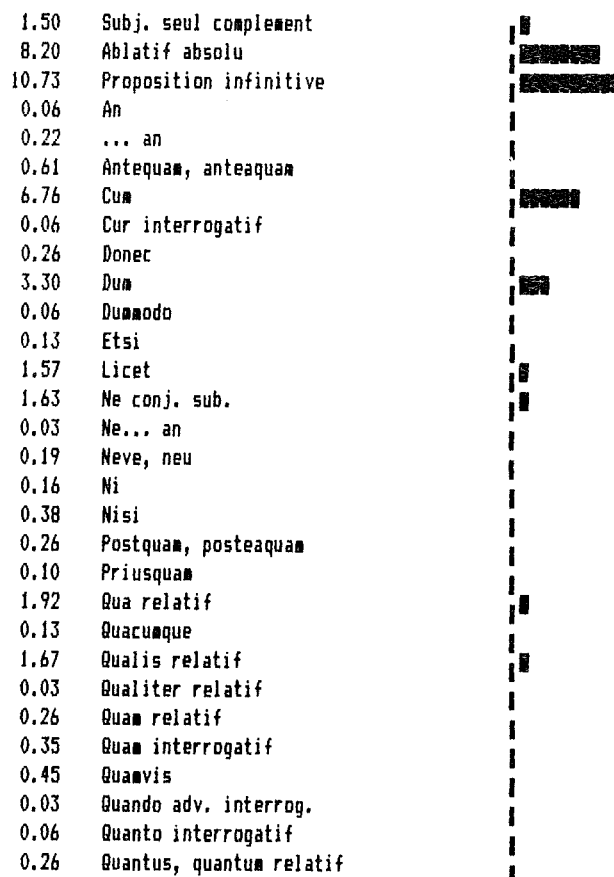 1.50 Subj. seul complement
8.20 Ablatif absolu
10.73 Proposition infinitive
0.06 An
0.22 ... an
0.61 Antequam, anteaquam
6.76 Cum
0.06 Cur interrogatif
0.26 Donec
3.30 Dum
0.06 Dummodo
0.13 Etsi
1.57 Licet
1.63 Ne conj. sub.
0.03 Ne... an
0.19 Neve, neu
0.16 Ni
0.38 Nisi
0.26 Postquam, posteaquam
0.10 Priusquam
1.92 Qua relatif
0.13 Quacumque
1.67 Qualis relatif
0.03 Qualiter relatif
0.26 Quam relatif
0.35 Quam interrogatif
0.45 Quamvis
0.03 Quando adv. interrog.
0.06 Quanto interrogatif
0.26 Quantus, quantum relatif